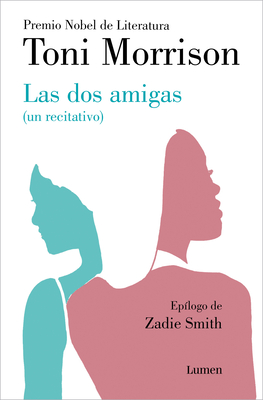 Premio Nobel de Literatura
Toni Morrison
Las dos amigas
(un recitativo)
Epílogo de
Zadie Smith
Lumen